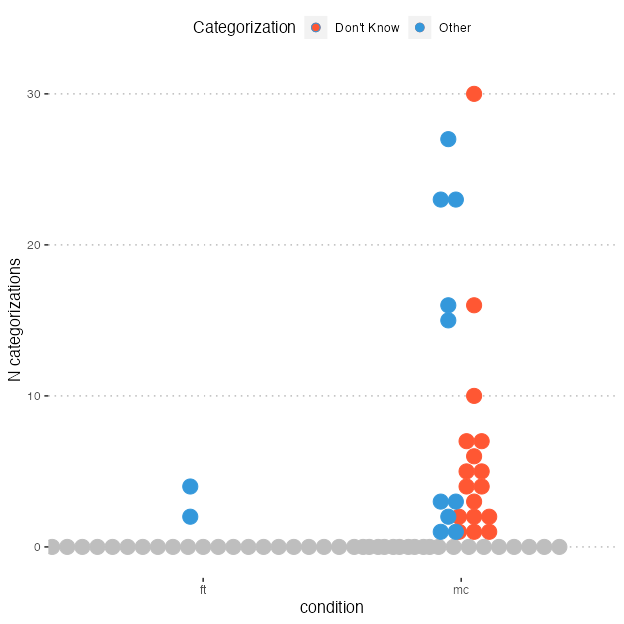 Categorization Don't Know Other
30
20
10
0
N categorizations
ft mc
condition